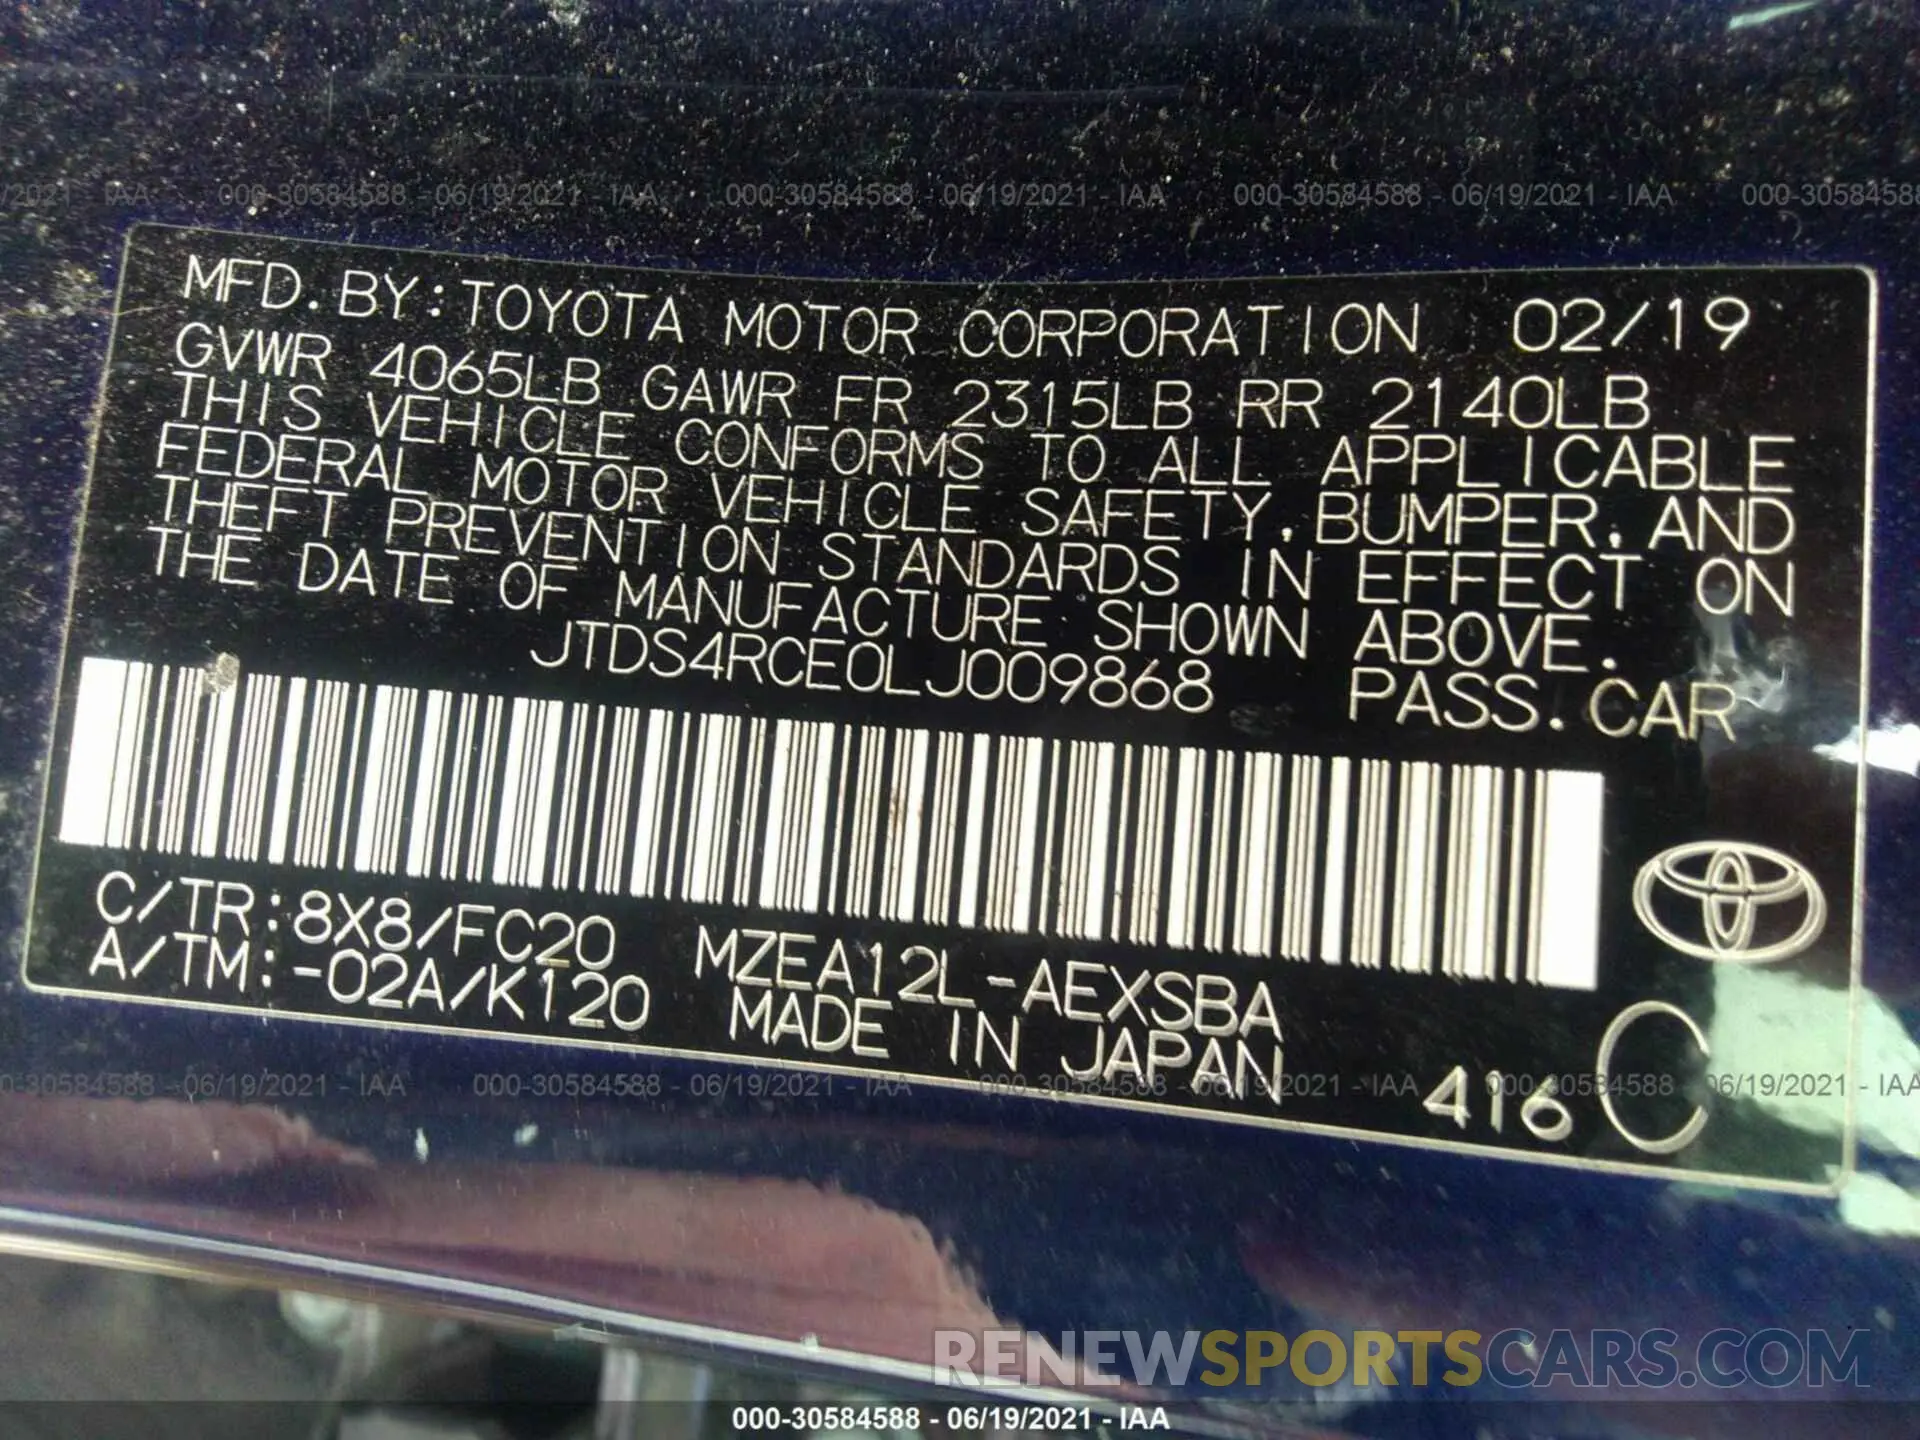 /2021 - IAA 000-30584588 - 06/19/2021 - IAA 000-30584588 - 06/19/2021 - IAA 000-30584588 - 06/19/2021 - IAA 000-30584588
MFD. BY: TOYOTA MOTOR CORPORATION 02/19
GVWR 4065LB GAWR FR 2315LB RR 2140LB
THIS VEHICLE CONFORMS TO ALL APPLICABLE
FEDERAL MOTOR VEHICLE SAFETY, BUMPER, AND
THEFT PREVENTION STANDARDS IN EFFECT ON
THE DATE OF MANUFACTURE SHOWN ABOVE.
JTDS4RCE0LJ009868 PASS. CAR
C/TR: 8X8/FC20 MZEA12L-AEXSBA
A/TM: -02A/K120 MADE IN JAPAN
416 C
0-30584588 - 06/19/2021 - IAA 000-30584588 - 06/19/2021 - IAA 000-30584588 - 06/19/2021 - IAA 000-30584588 - 06/19/2021 - IAA
RENEWSPORTSCARS.COM
000-30584588 - 06/19/2021 - IAA